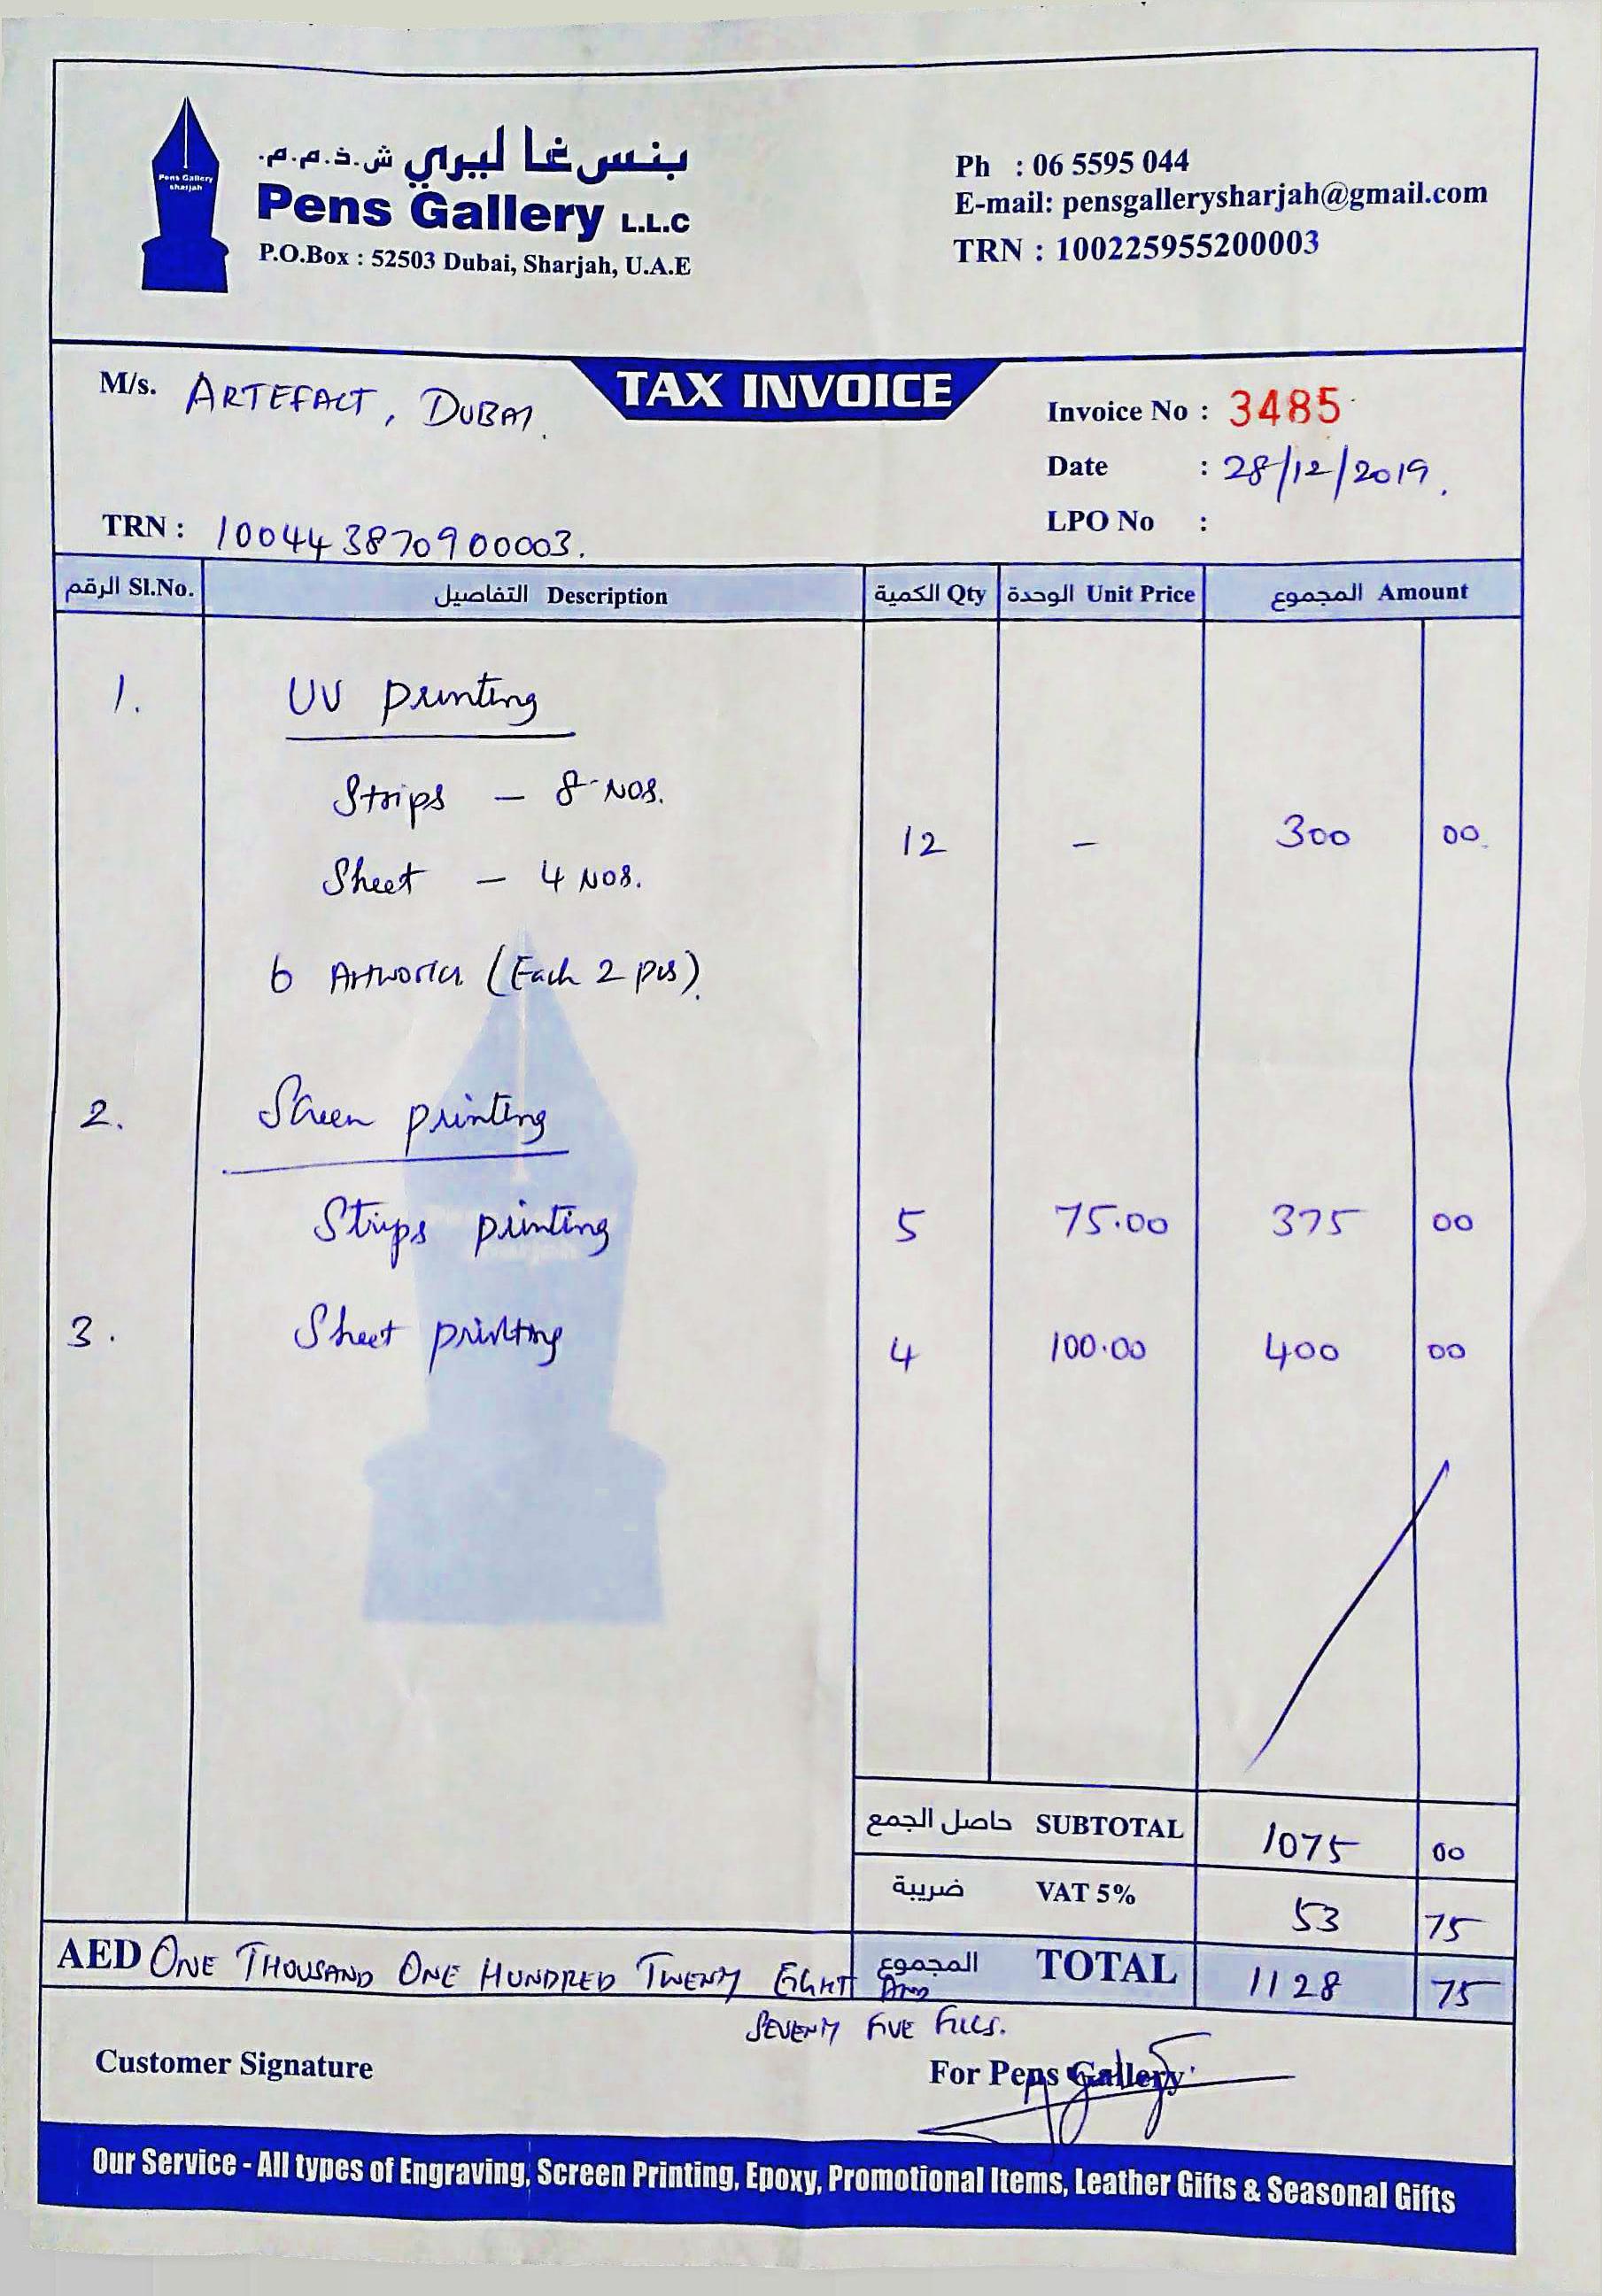 Pens Gallery
sharjah
بنس غا ليري ش.ذ.م.م.
Pens Gallery L.L.C
P.O.Box : 52503 Dubai, Sharjah, U.A.E
Ph : 06 5595 044
E-mail: pensgallerysharjah@gmail.com
TRN : 100225955200003
TAX INVOICE
M/s. ARTEFACT, DUBAI.
Invoice No : 3485
Date : 28/12/2019.
LPO No :
TRN : 100443870900003.
الرقم Sl.No. التفاصيل Description الكمية Qty الوحدة Unit Price المجموع Amount
1. UV printing
Strips - 8 NOS.
12 - 300 00
Sheet - 4 NOS.
6 Artworks (Each 2 pcs).
2. Screen printing
Strips printing 5 75.00 375 00
3. Sheet printing 4 100.00 400 00
حاصل الجمع SUBTOTAL 1075 00
ضريبة VAT 5% 53 75
AED ONE THOUSAND ONE HUNDRED TWENTY EIGHT AND
المجموع TOTAL 1128 75
SEVENTY FIVE FILLS.
Customer Signature
For Pens Gallery
Our Service - All types of Engraving, Screen Printing, Epoxy, Promotional Items, Leather Gifts & Seasonal Gifts